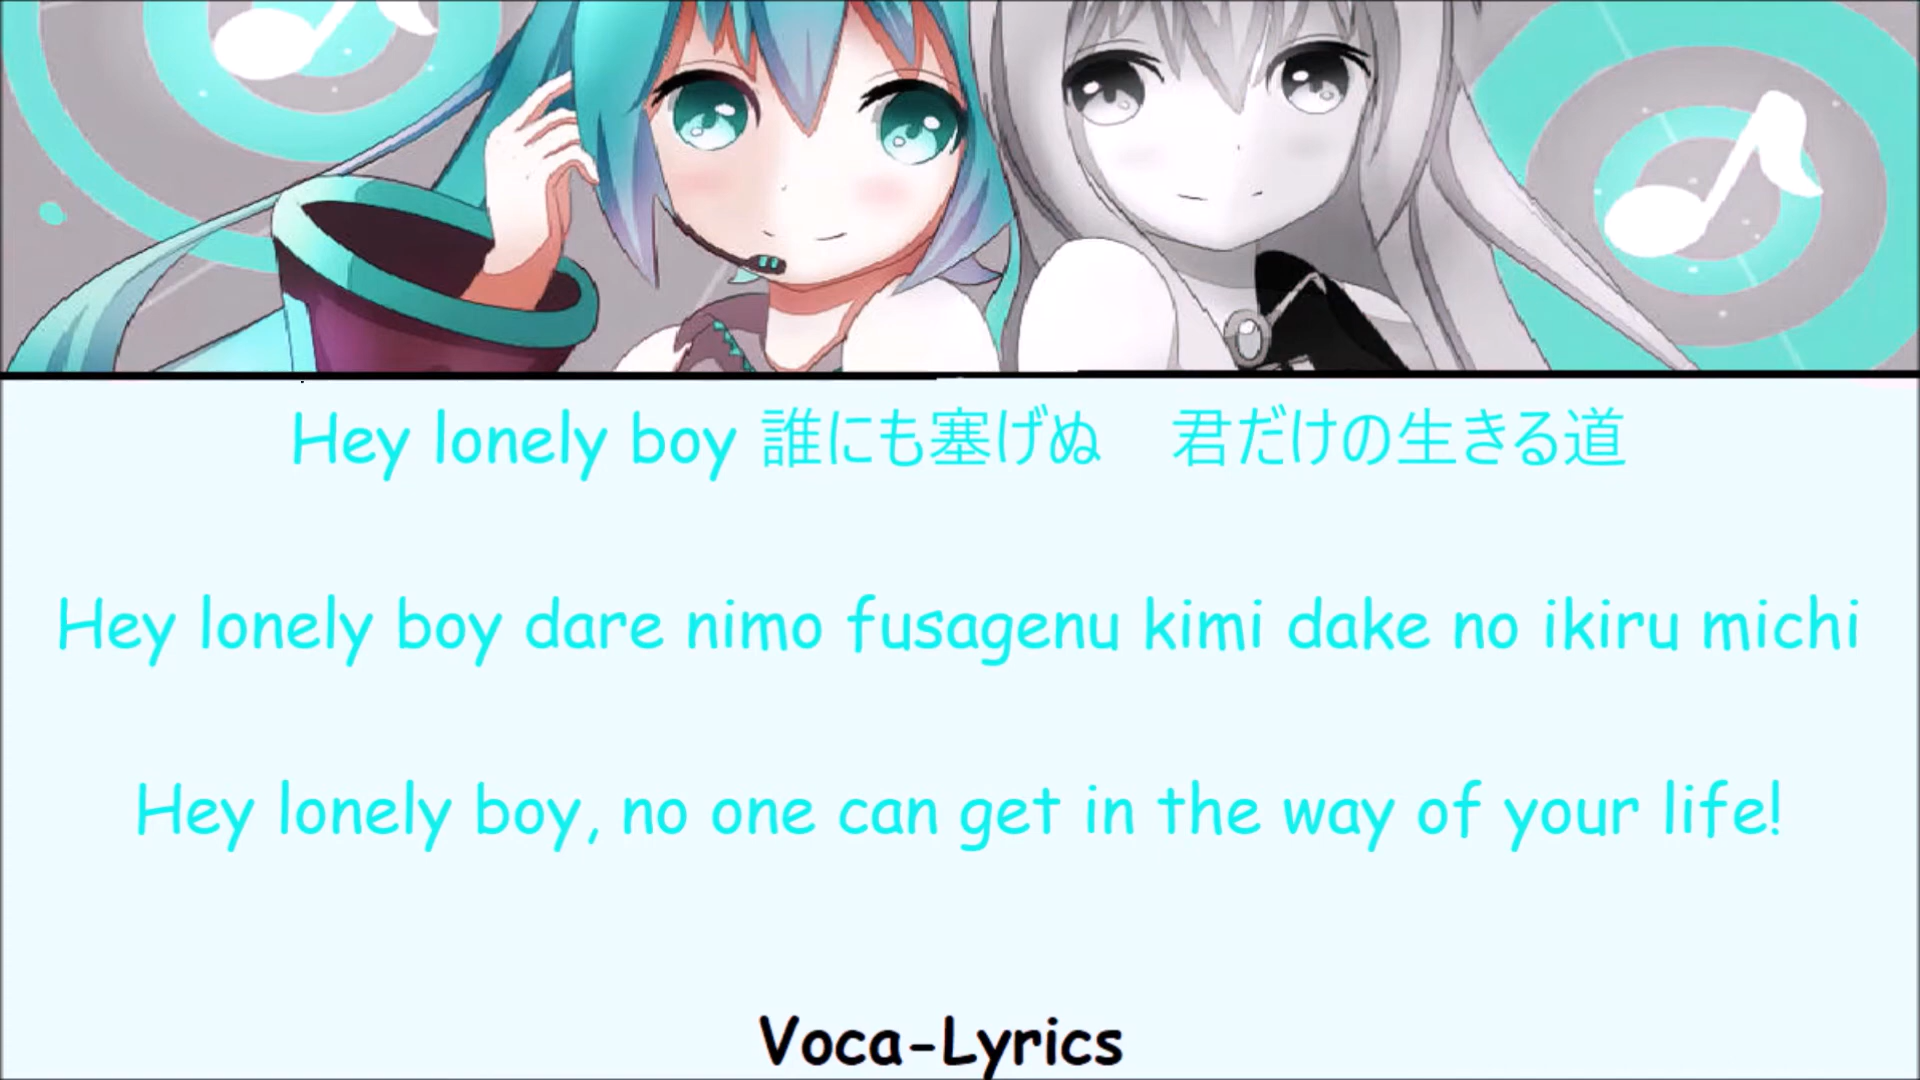 Hey lonely boy 誰にも塞げぬ　君だけの生きる道
Hey lonely boy dare nimo fusagenu kimi dake no ikiru michi
Hey lonely boy, no one can get in the way of your life!
Voca-Lyrics